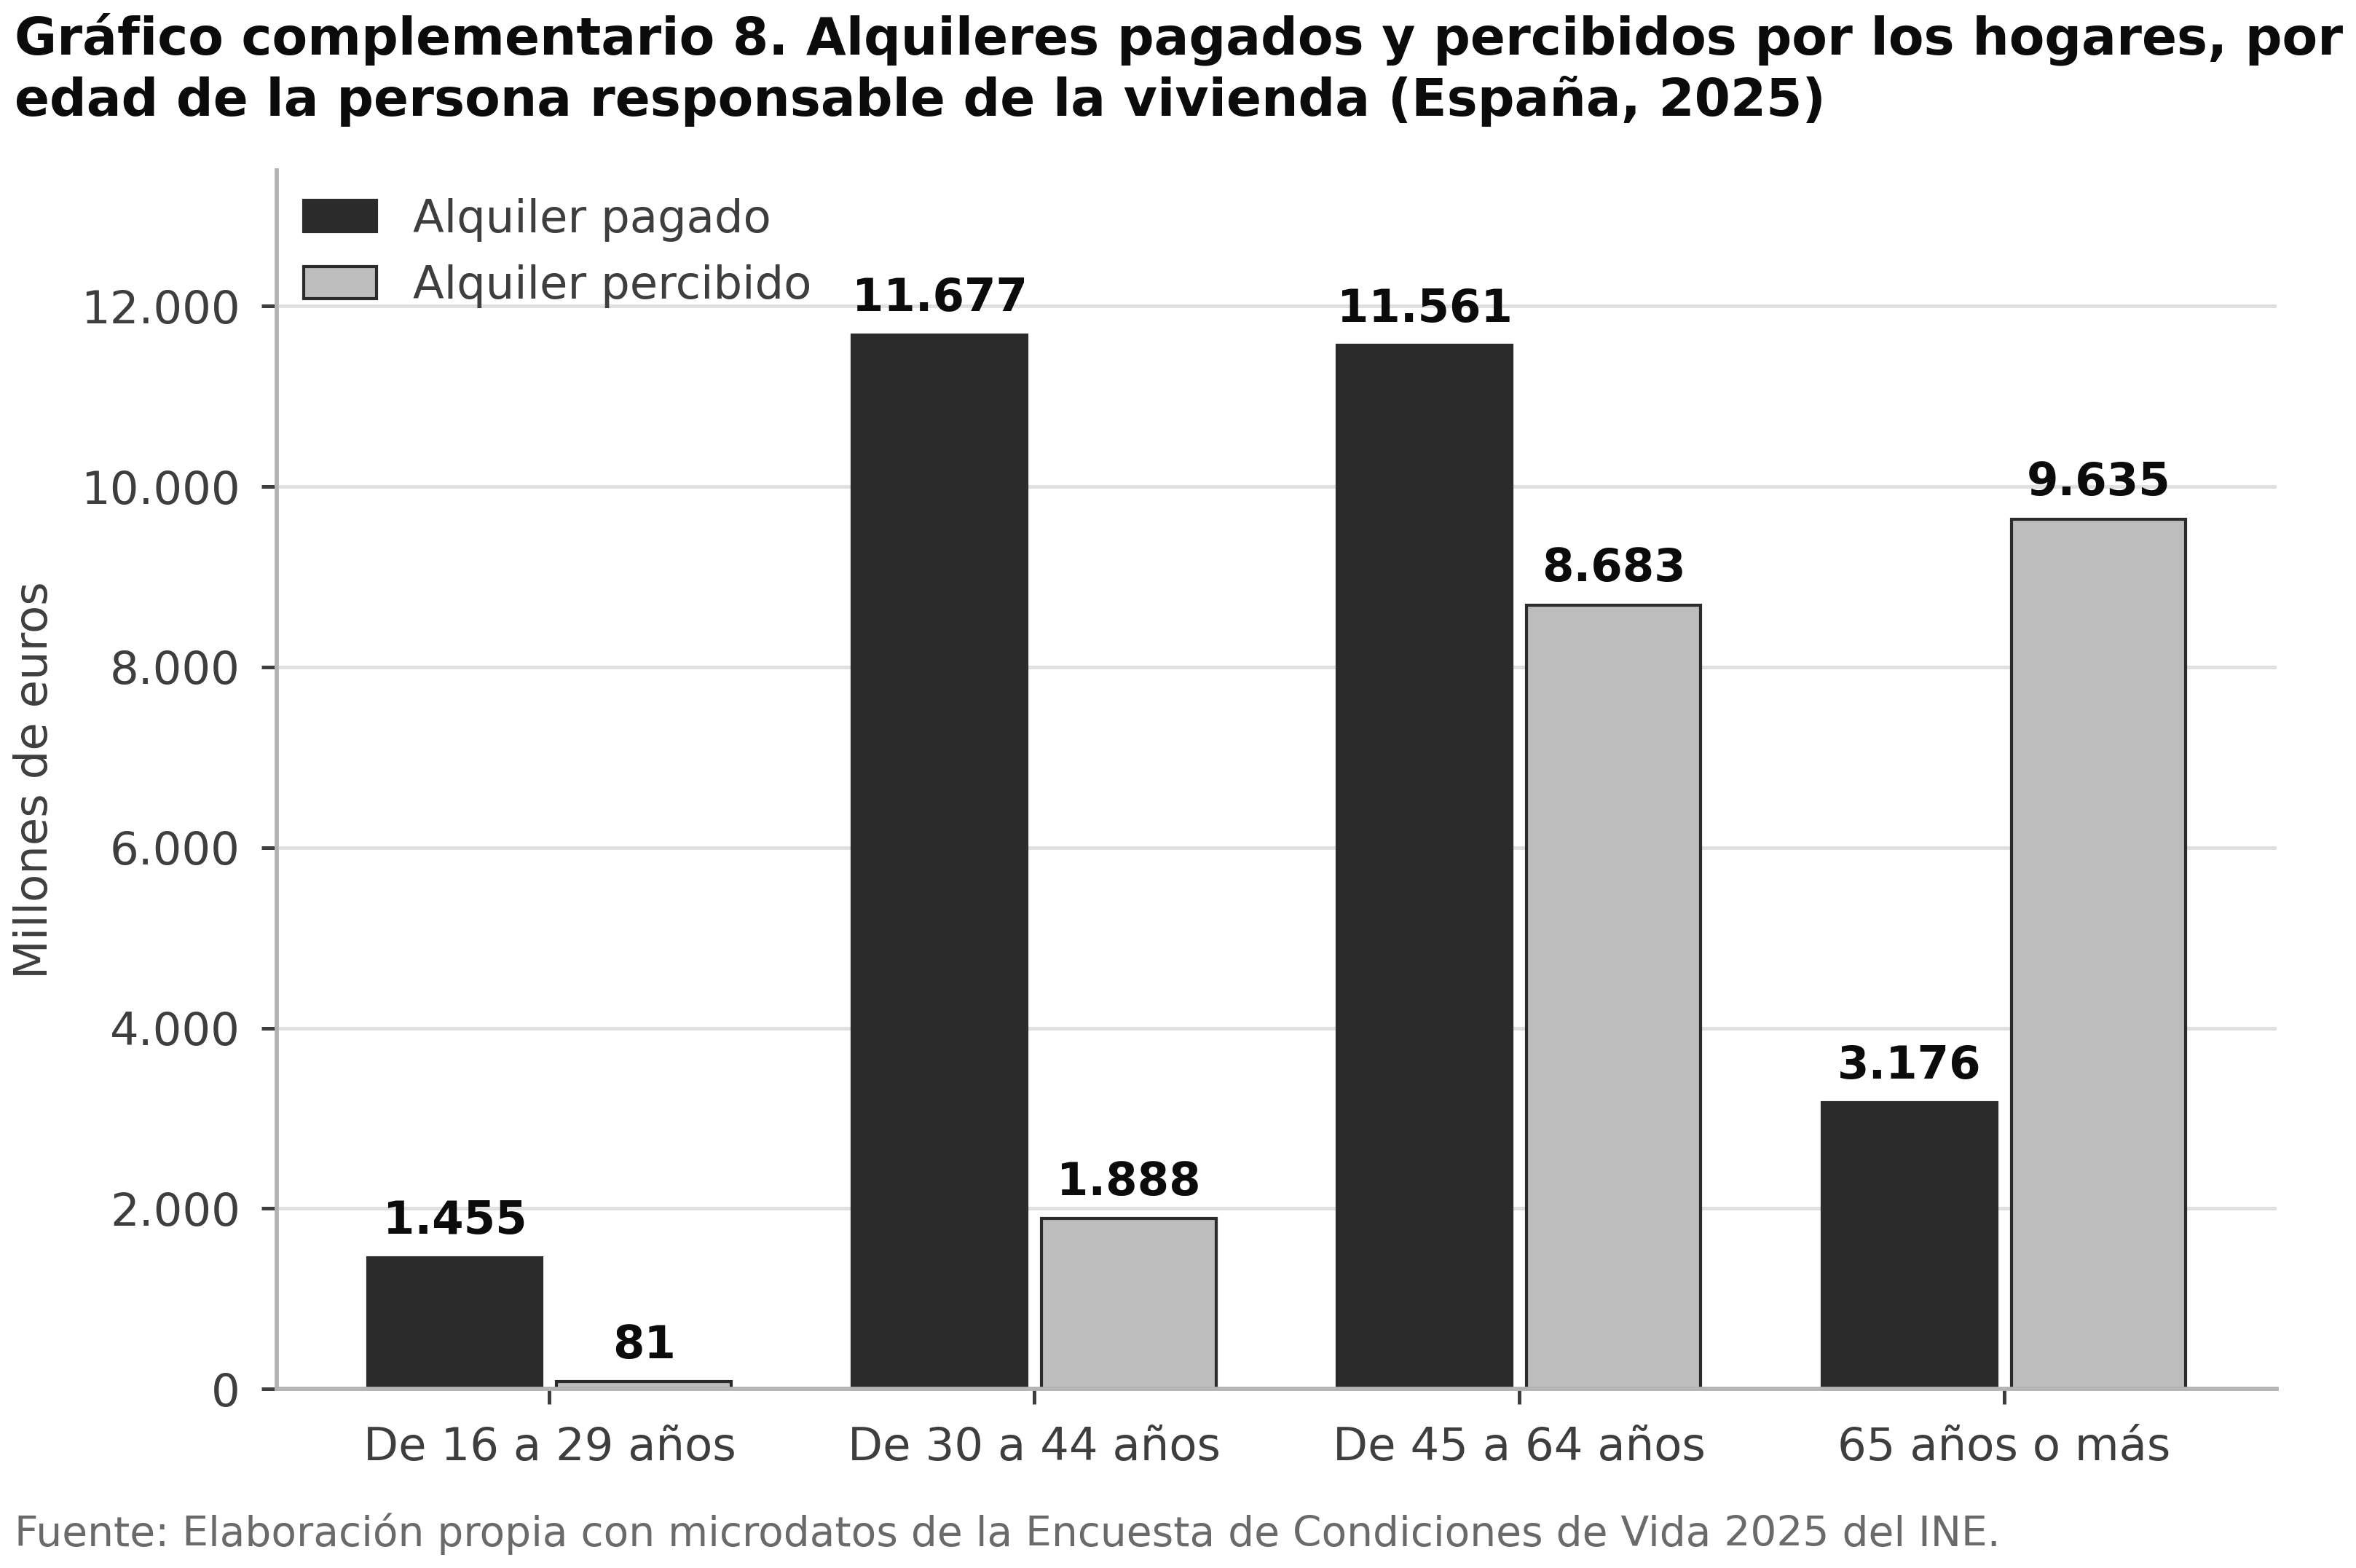 Gráfico complementario 8. Alquileres pagados y percibidos por los hogares, por
edad de la persona responsable de la vivienda (España, 2025)
Alquiler pagado
Alquiler percibido
Millones de euros
12.000
10.000
8.000
6.000
4.000
2.000
0
1.455
81
11.677
1.888
11.561
8.683
3.176
9.635
De 16 a 29 años
De 30 a 44 años
De 45 a 64 años
65 años o más
Fuente: Elaboración propia con microdatos de la Encuesta de Condiciones de Vida 2025 del INE.